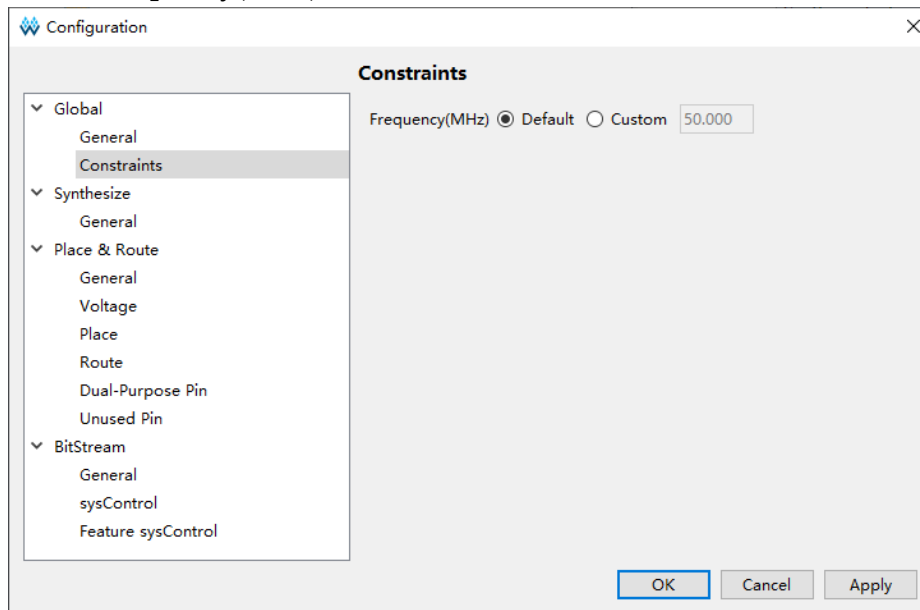 Configuration
Constraints
Global
General
Constraints
Synthesize
General
Place & Route
General
Voltage
Place
Route
Dual-Purpose Pin
Unused Pin
BitStream
General
sysControl
Feature sysControl
Frequency(MHz) Default Custom 50.000
OK Cancel Apply